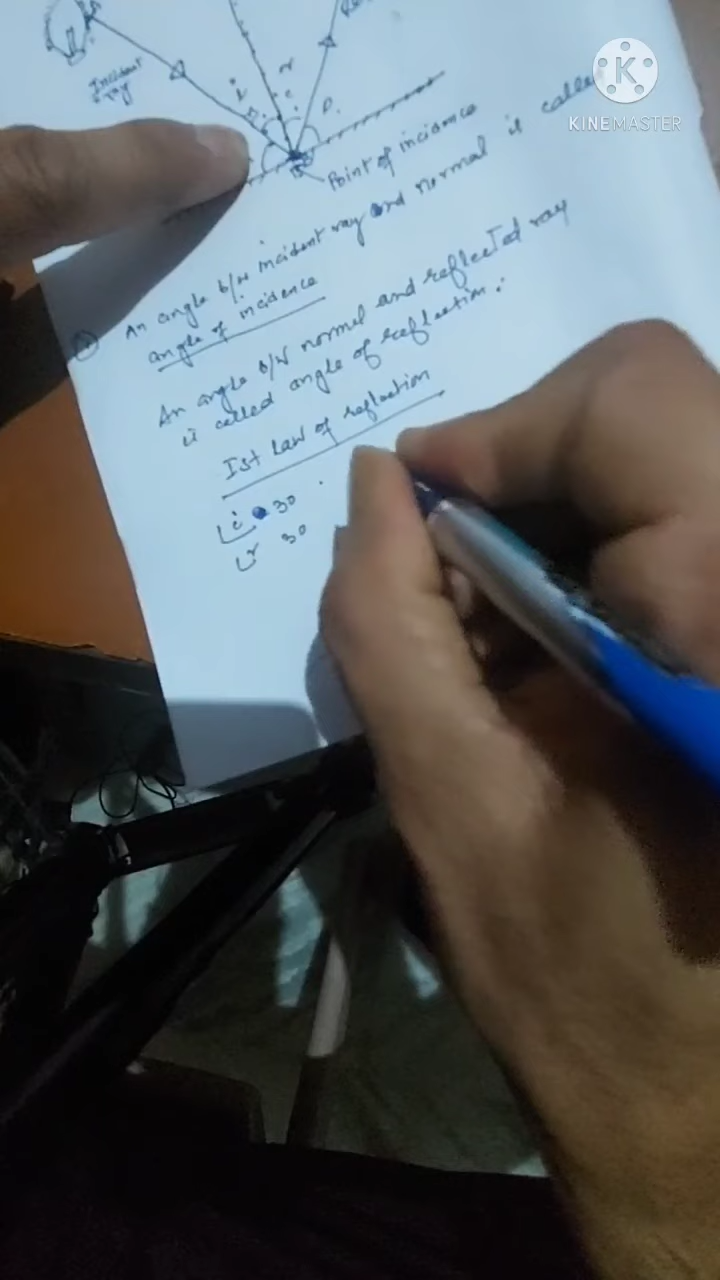 K
KINEMASTER
Incident
ray
i
r
Point of incidence
An angle b/w incident ray and normal is called
angle of incidence
An angle b/w normal and reflected ray
is called angle of reflection.
Ist Law of reflection
∠i 30
∠r 30